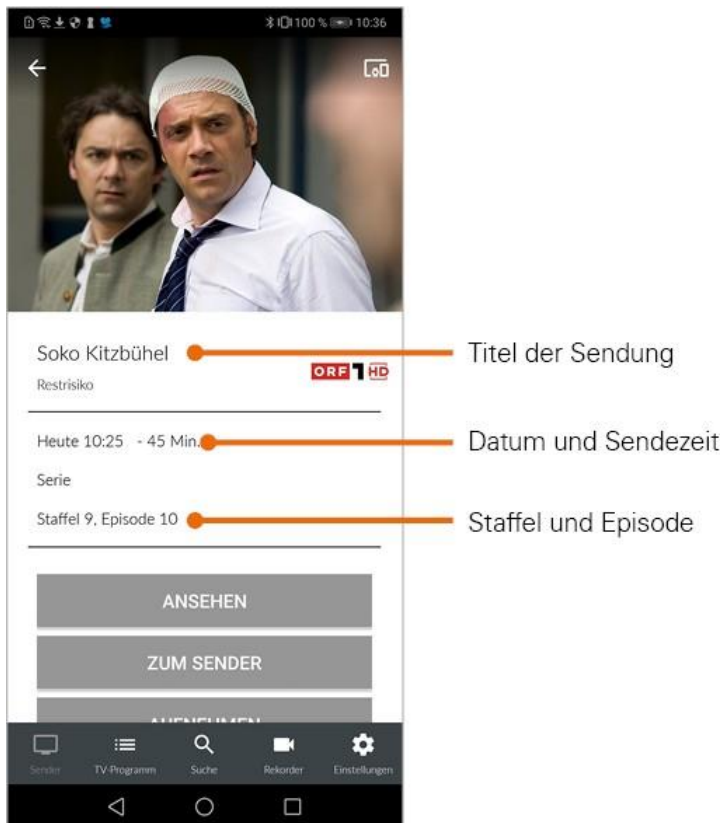 100 % 10:36
Soko Kitzbühel
Titel der Sendung
ORF 1 HD
Restrisiko
Heute 10:25 - 45 Min.
Datum und Sendezeit
Serie
Staffel 9, Episode 10
Staffel und Episode
ANSEHEN
ZUM SENDER
AUFNEHMEN
Sender TV-Programm Suche Rekorder Einstellungen